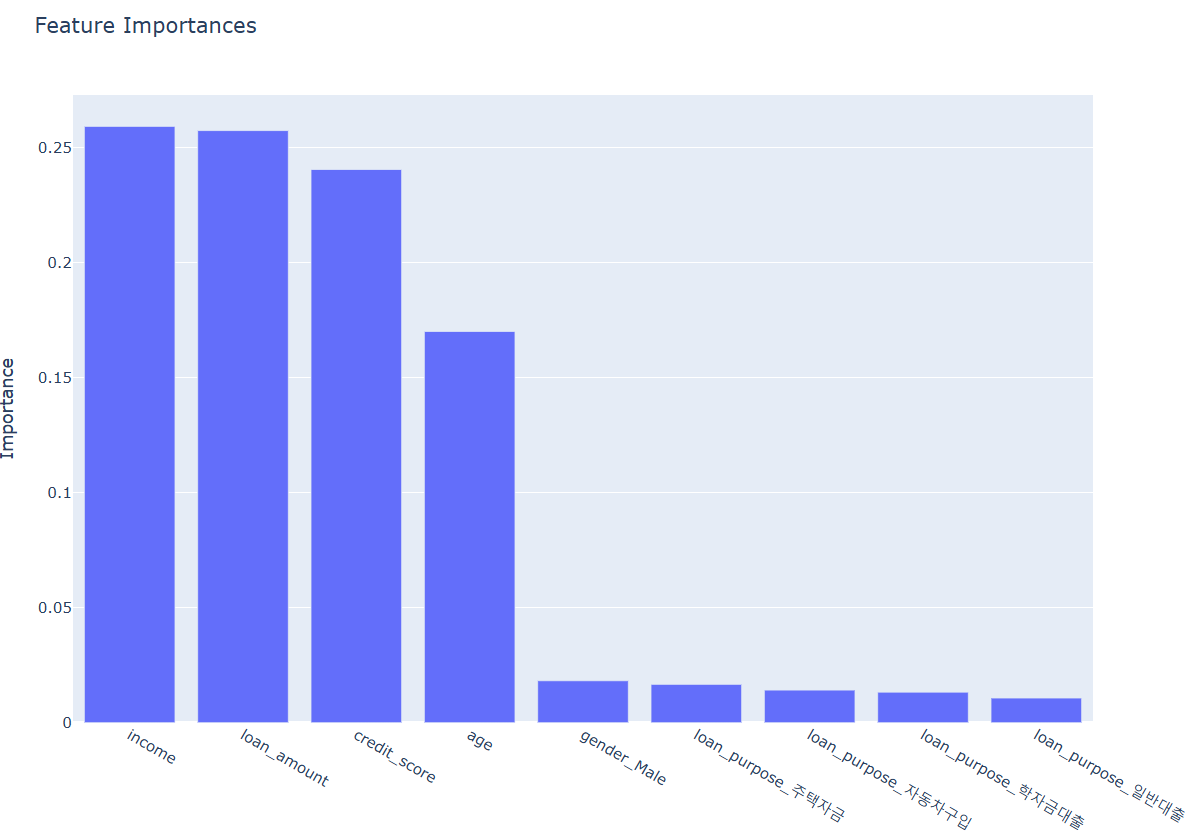 Feature Importances
Importance
0.25
0.2
0.15
0.1
0.05
0
income
loan_amount
credit_score
age
gender_Male
loan_purpose_주택자금
loan_purpose_자동차구입
loan_purpose_학자금대출
loan_purpose_일반대출